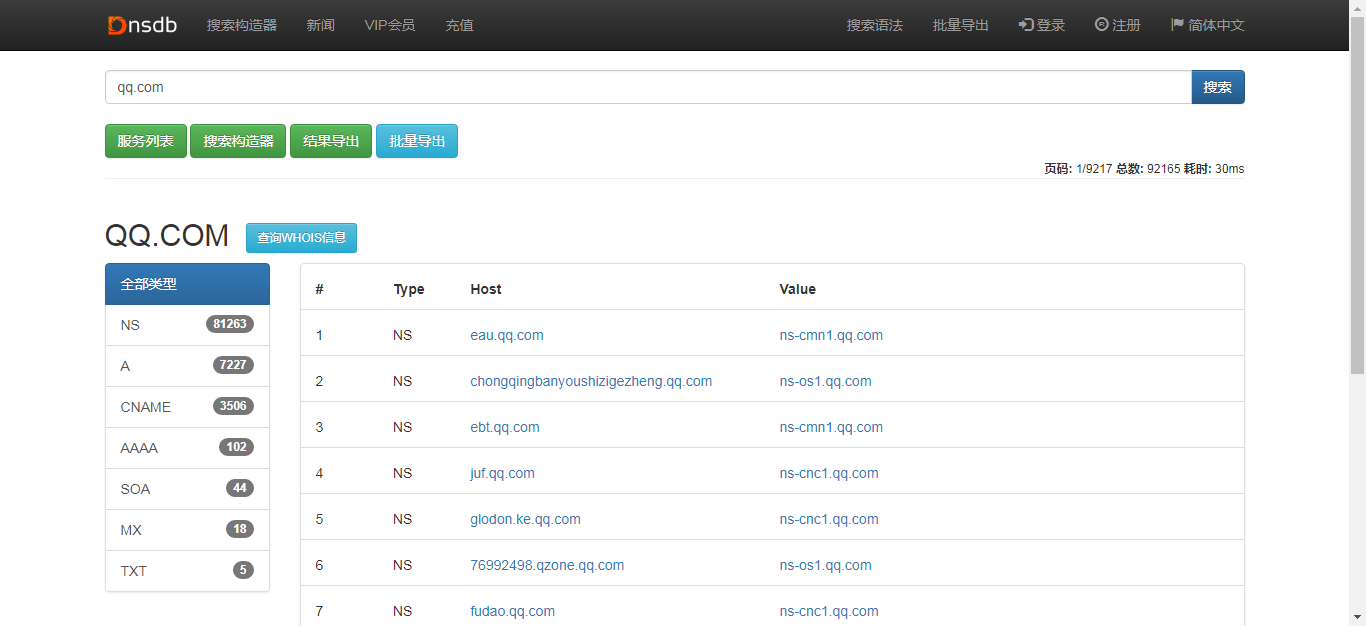 Dnsdb 搜索构造器 新闻 VIP会员 充值 搜索语法 批量导出 登录 注册 简体中文
qq.com 搜索
服务列表 搜索构造器 结果导出 批量导出
页码: 1/9217 总数: 92165 耗时: 30ms
QQ.COM 查询WHOIS信息
全部类型
NS 81263
A 7227
CNAME 3506
AAAA 102
SOA 44
MX 18
TXT 5
# Type Host Value
1 NS eau.qq.com ns-cmn1.qq.com
2 NS chongqingbanyoushizigezheng.qq.com ns-os1.qq.com
3 NS ebt.qq.com ns-cmn1.qq.com
4 NS juf.qq.com ns-cnc1.qq.com
5 NS glodon.ke.qq.com ns-cnc1.qq.com
6 NS 76992498.qzone.qq.com ns-os1.qq.com
7 NS fudao.qq.com ns-cnc1.qq.com